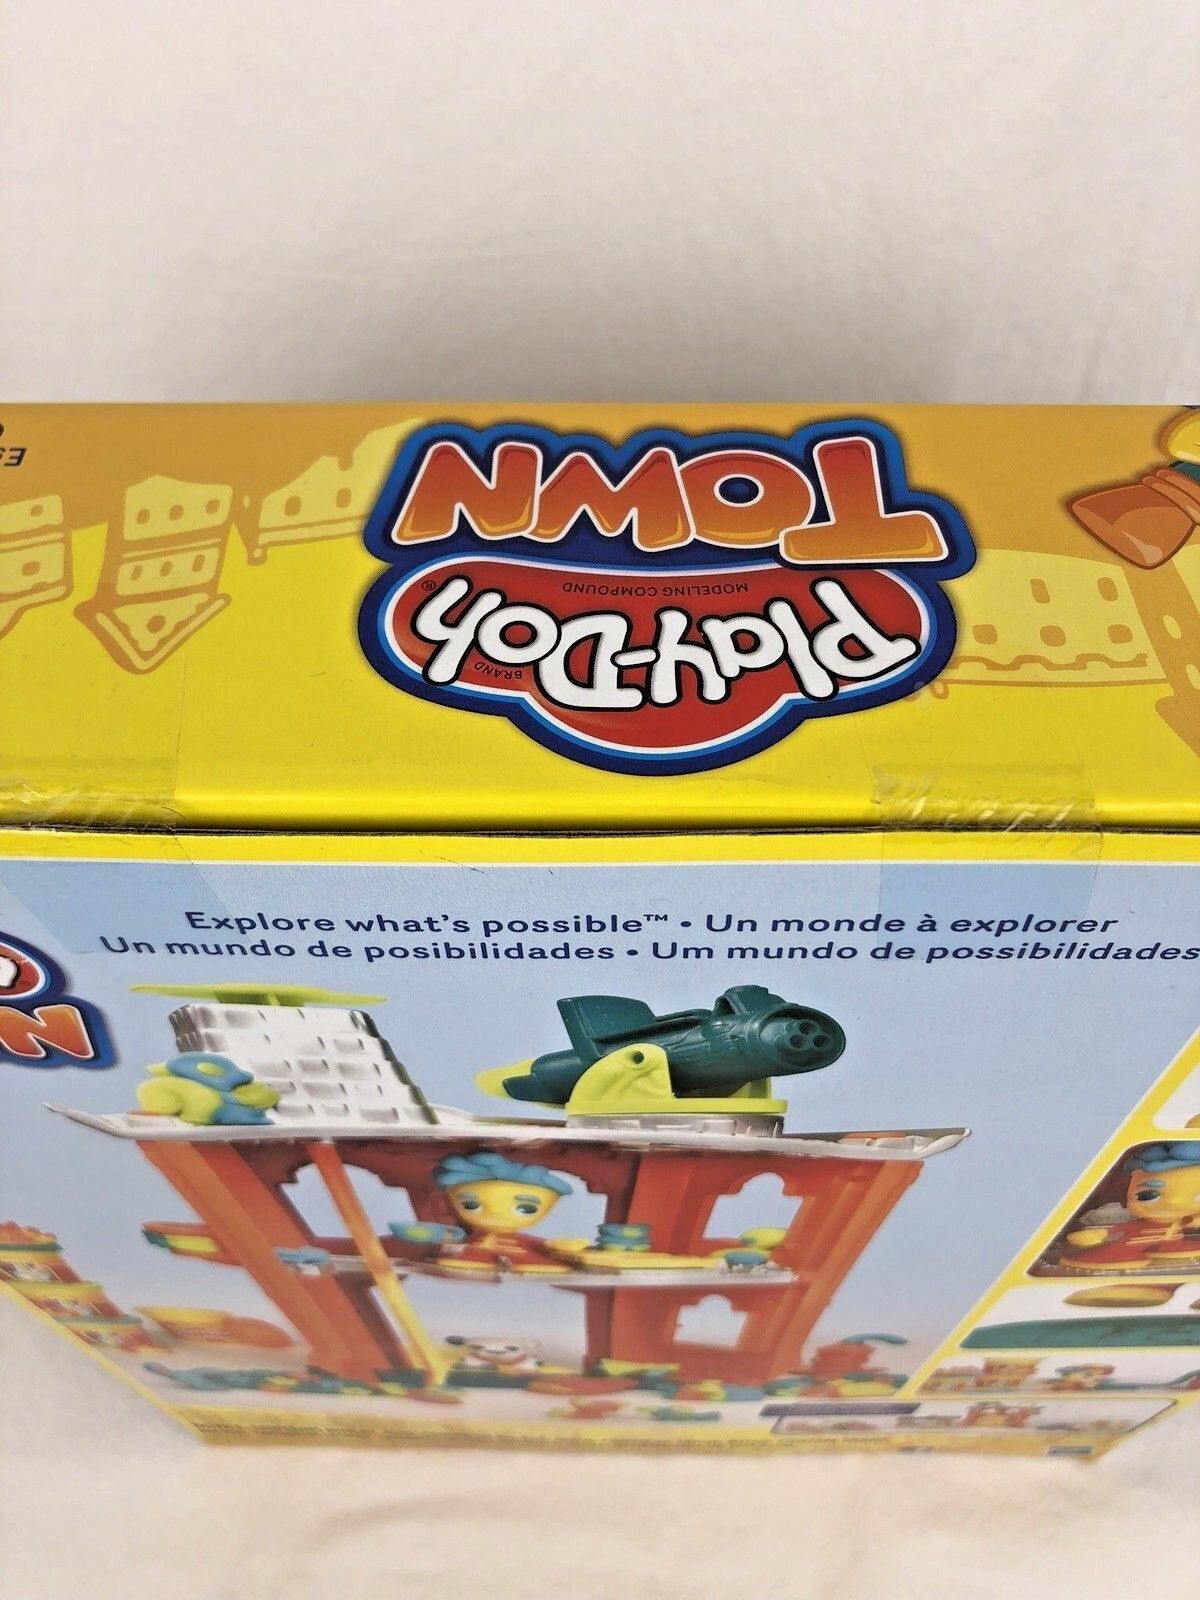 Play-Doh®
BRAND
MODELING COMPOUND
TOWN
Explore what's possible™ • Un monde à explorer
Un mundo de posibilidades • Um mundo de possibilidades